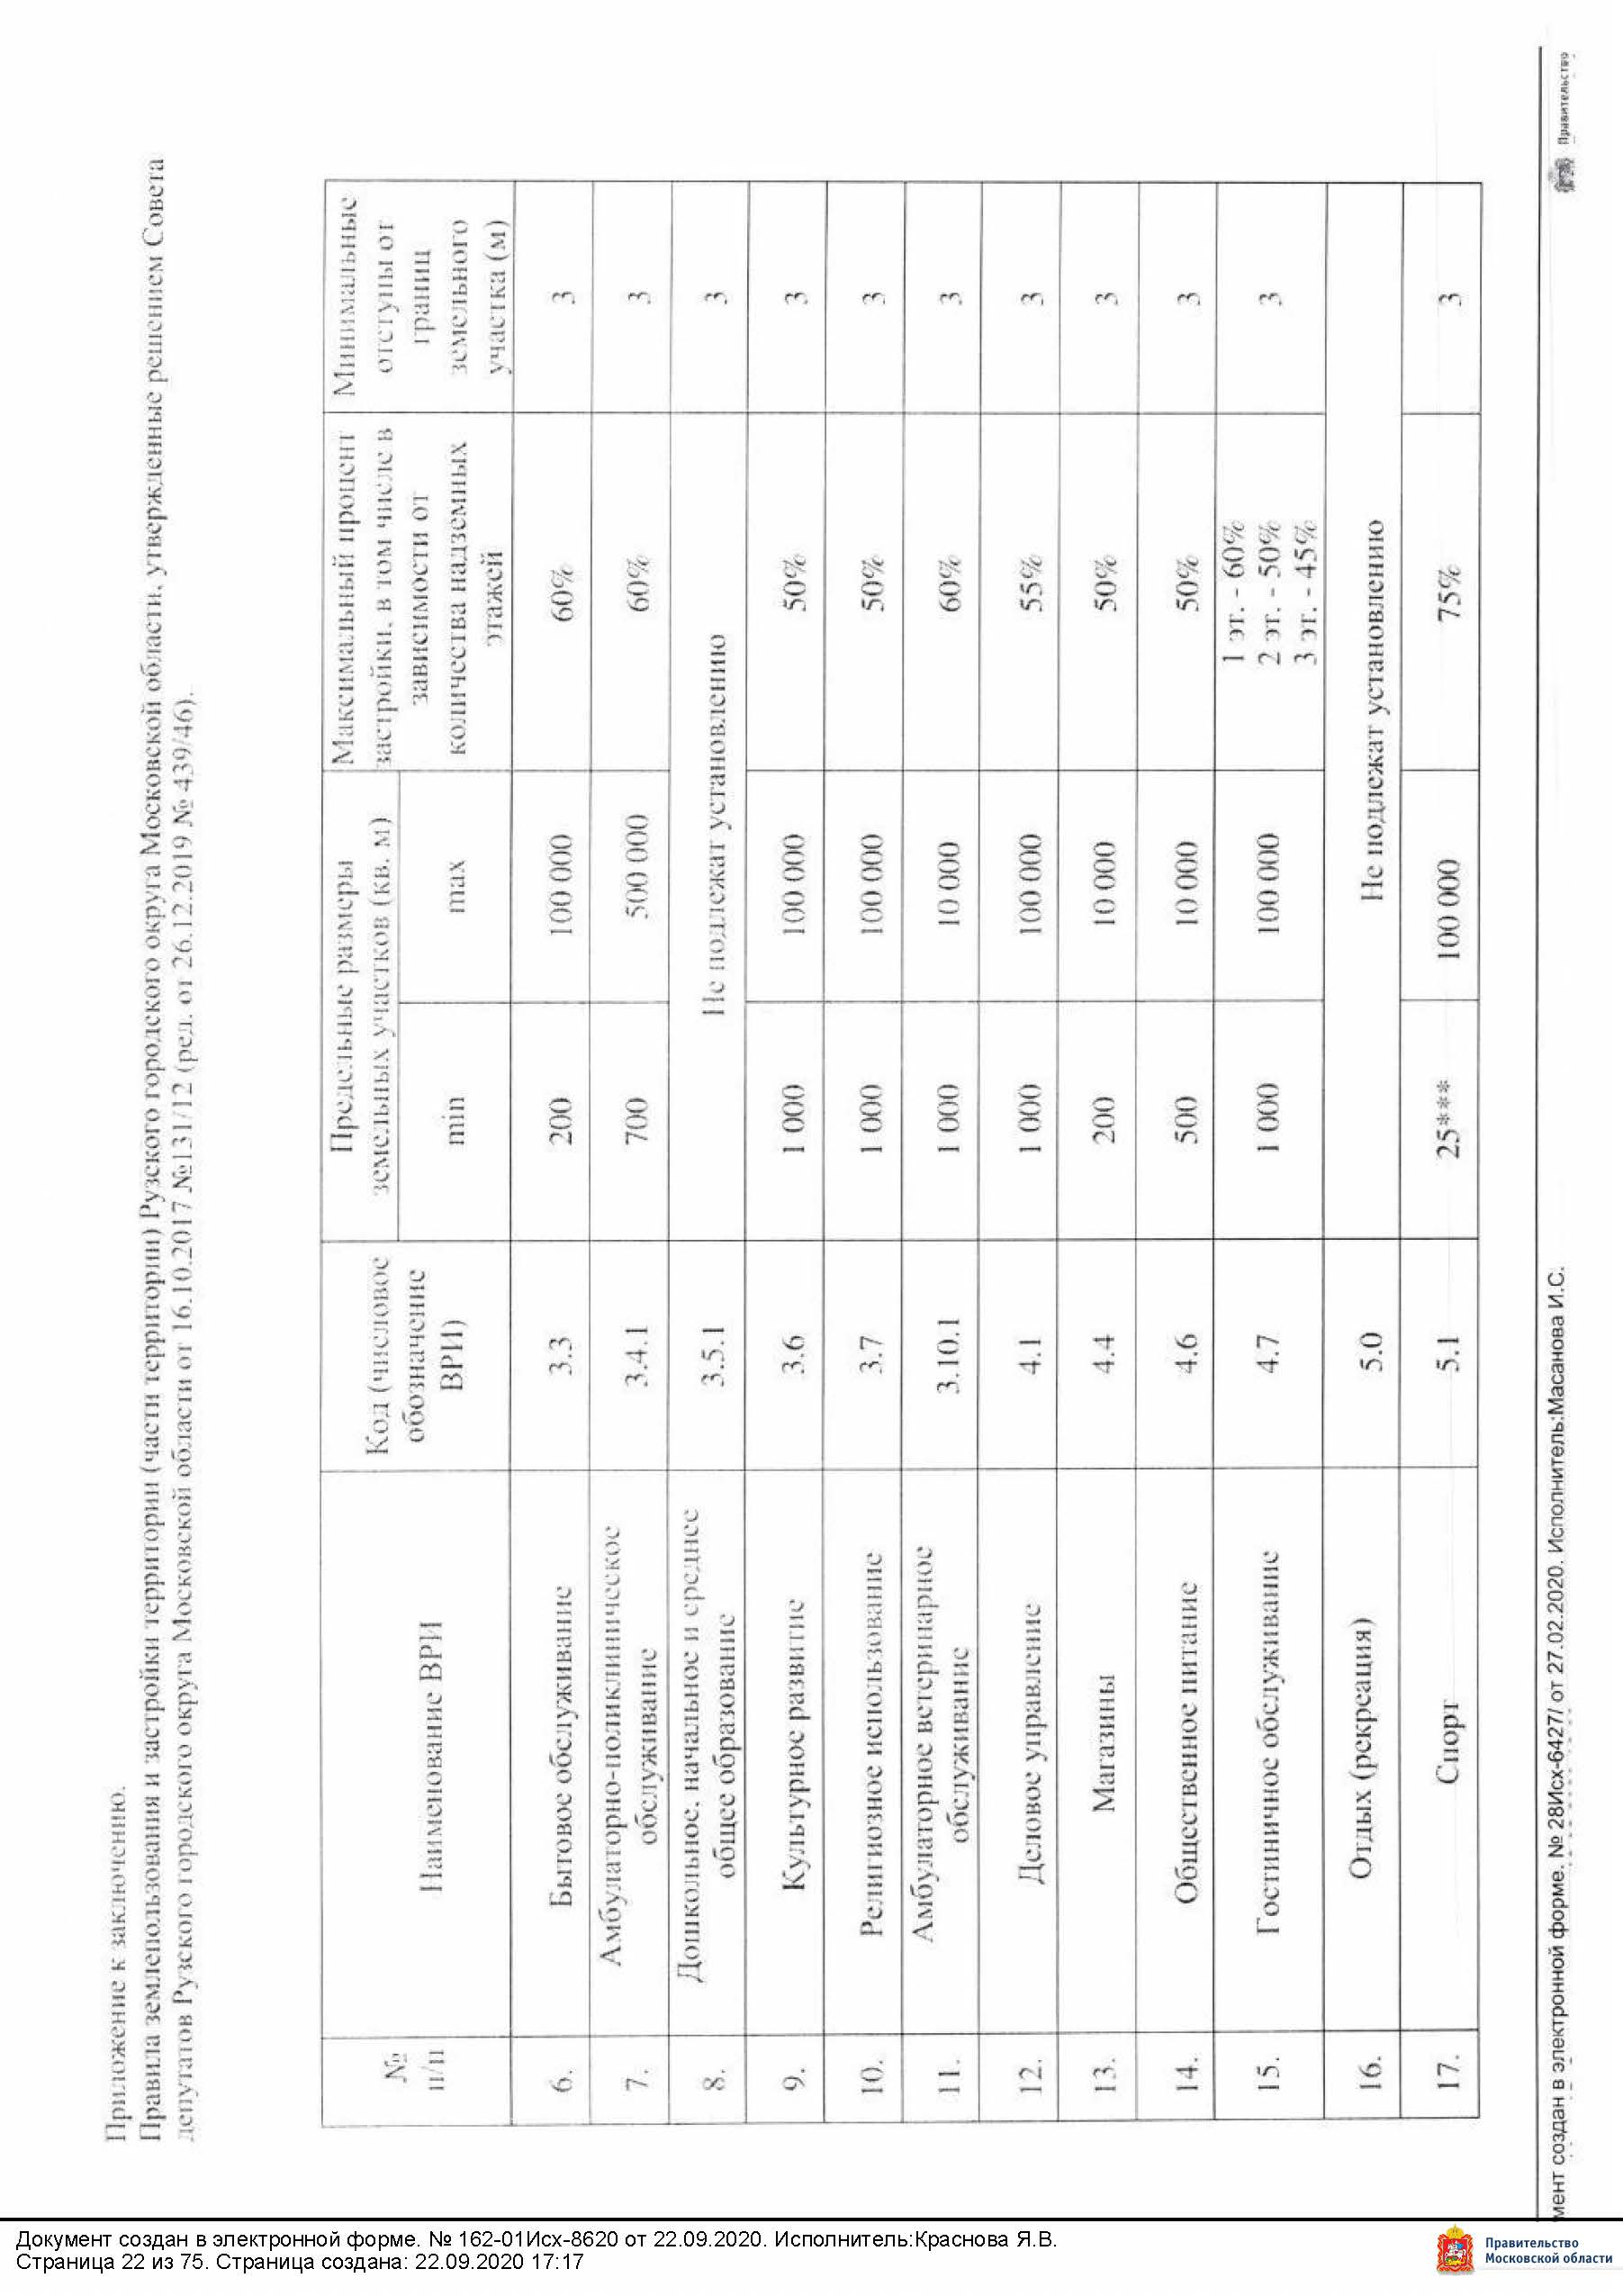 Приложение к заключению.
Правила землепользования и застройки территории (части территории) Рузского городского округа Московской области, утвержденные решением Совета
депутатов Рузского городского округа Московской области от 16.10.2017 №131/12 (ред. от 26.12.2019 № 439/46).
№ п/п
Наименование ВРИ
Код (числовое обозначение ВРИ)
Предельные размеры земельных участков (кв. м)
min
max
Максимальный процент застройки, в том числе в зависимости от количества надземных этажей
Минимальные отступы от границ земельного участка (м)
6. Бытовое обслуживание 3.3 200 100 000 60% 3
7. Амбулаторно-поликлиническое обслуживание 3.4.1 700 500 000 60% 3
8. Дошкольное, начальное и среднее общее образование 3.5.1 Не подлежат установлению 3
9. Культурное развитие 3.6 1 000 100 000 50% 3
10. Религиозное использование 3.7 1 000 100 000 50% 3
11. Амбулаторное ветеринарное обслуживание 3.10.1 1 000 10 000 60% 3
12. Деловое управление 4.1 1 000 100 000 55% 3
13. Магазины 4.4 200 10 000 50% 3
14. Общественное питание 4.6 500 10 000 50% 3
15. Гостиничное обслуживание 4.7 1 000 100 000 1 эт. - 60% 3
2 эт. - 50%
3 эт. - 45%
16. Отдых (рекреация) 5.0 Не подлежат установлению
17. Спорт 5.1 25*** 100 000 75% 3
мент создан в электронной форме. № 28Исх-6427/ от 27.02.2020. Исполнитель:Масанова И.С.
Правительство
Документ создан в электронной форме. № 162-01Исх-8620 от 22.09.2020. Исполнитель:Краснова Я.В.
Страница 22 из 75. Страница создана: 22.09.2020 17:17
Правительство
Московской области